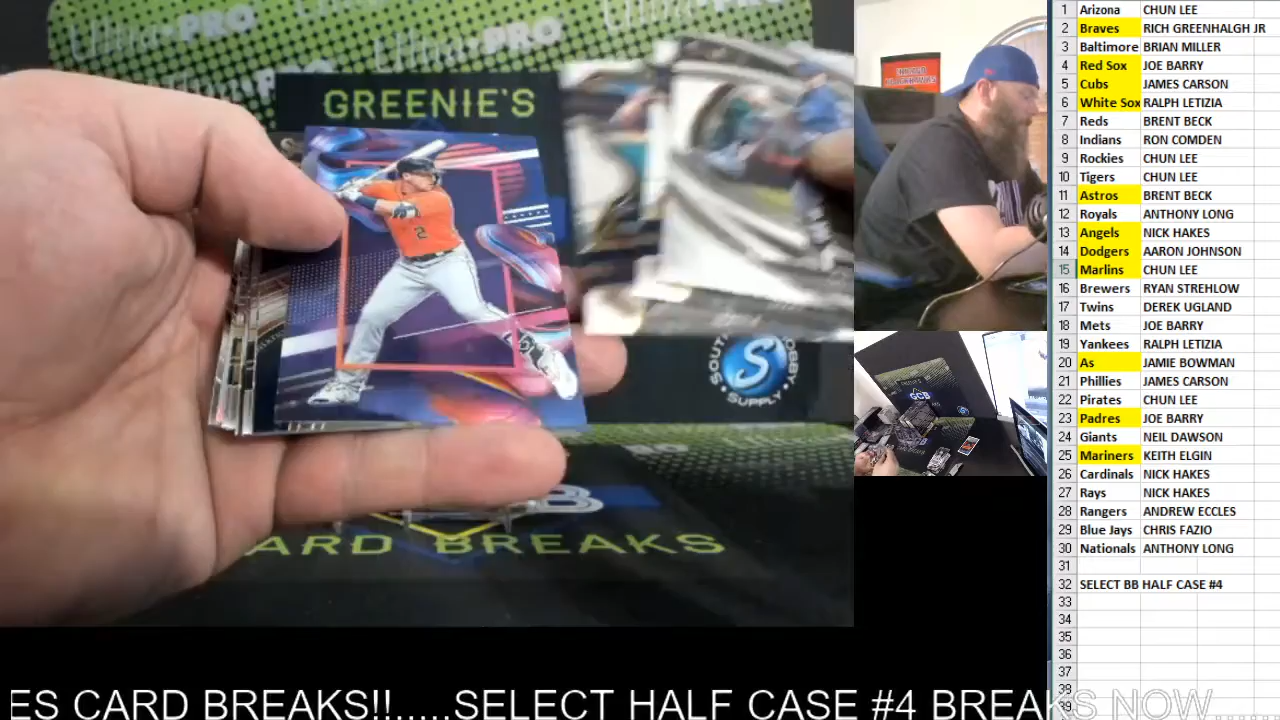 Ultra PRO
GREENIE'S
2
S
SUPPLY
CARD BREAKS
GCB
1 Arizona CHUN LEE
2 Braves RICH GREENHALGH JR
3 Baltimore BRIAN MILLER
4 Red Sox JOE BARRY
5 Cubs JAMES CARSON
6 White Sox RALPH LETIZIA
7 Reds BRENT BECK
8 Indians RON COMDEN
9 Rockies CHUN LEE
10 Tigers CHUN LEE
11 Astros BRENT BECK
12 Royals ANTHONY LONG
13 Angels NICK HAKES
14 Dodgers AARON JOHNSON
15 Marlins CHUN LEE
16 Brewers RYAN STREHLOW
17 Twins DEREK UGLAND
18 Mets JOE BARRY
19 Yankees RALPH LETIZIA
20 As JAMIE BOWMAN
21 Phillies JAMES CARSON
22 Pirates CHUN LEE
23 Padres JOE BARRY
24 Giants NEIL DAWSON
25 Mariners KEITH ELGIN
26 Cardinals NICK HAKES
27 Rays NICK HAKES
28 Rangers ANDREW ECCLES
29 Blue Jays CHRIS FAZIO
30 Nationals ANTHONY LONG
31
32 SELECT BB HALF CASE #4
33
34
35
36
37
38
39
ES CARD BREAKS!!.....SELECT HALF CASE #4 BREAKS NOW......